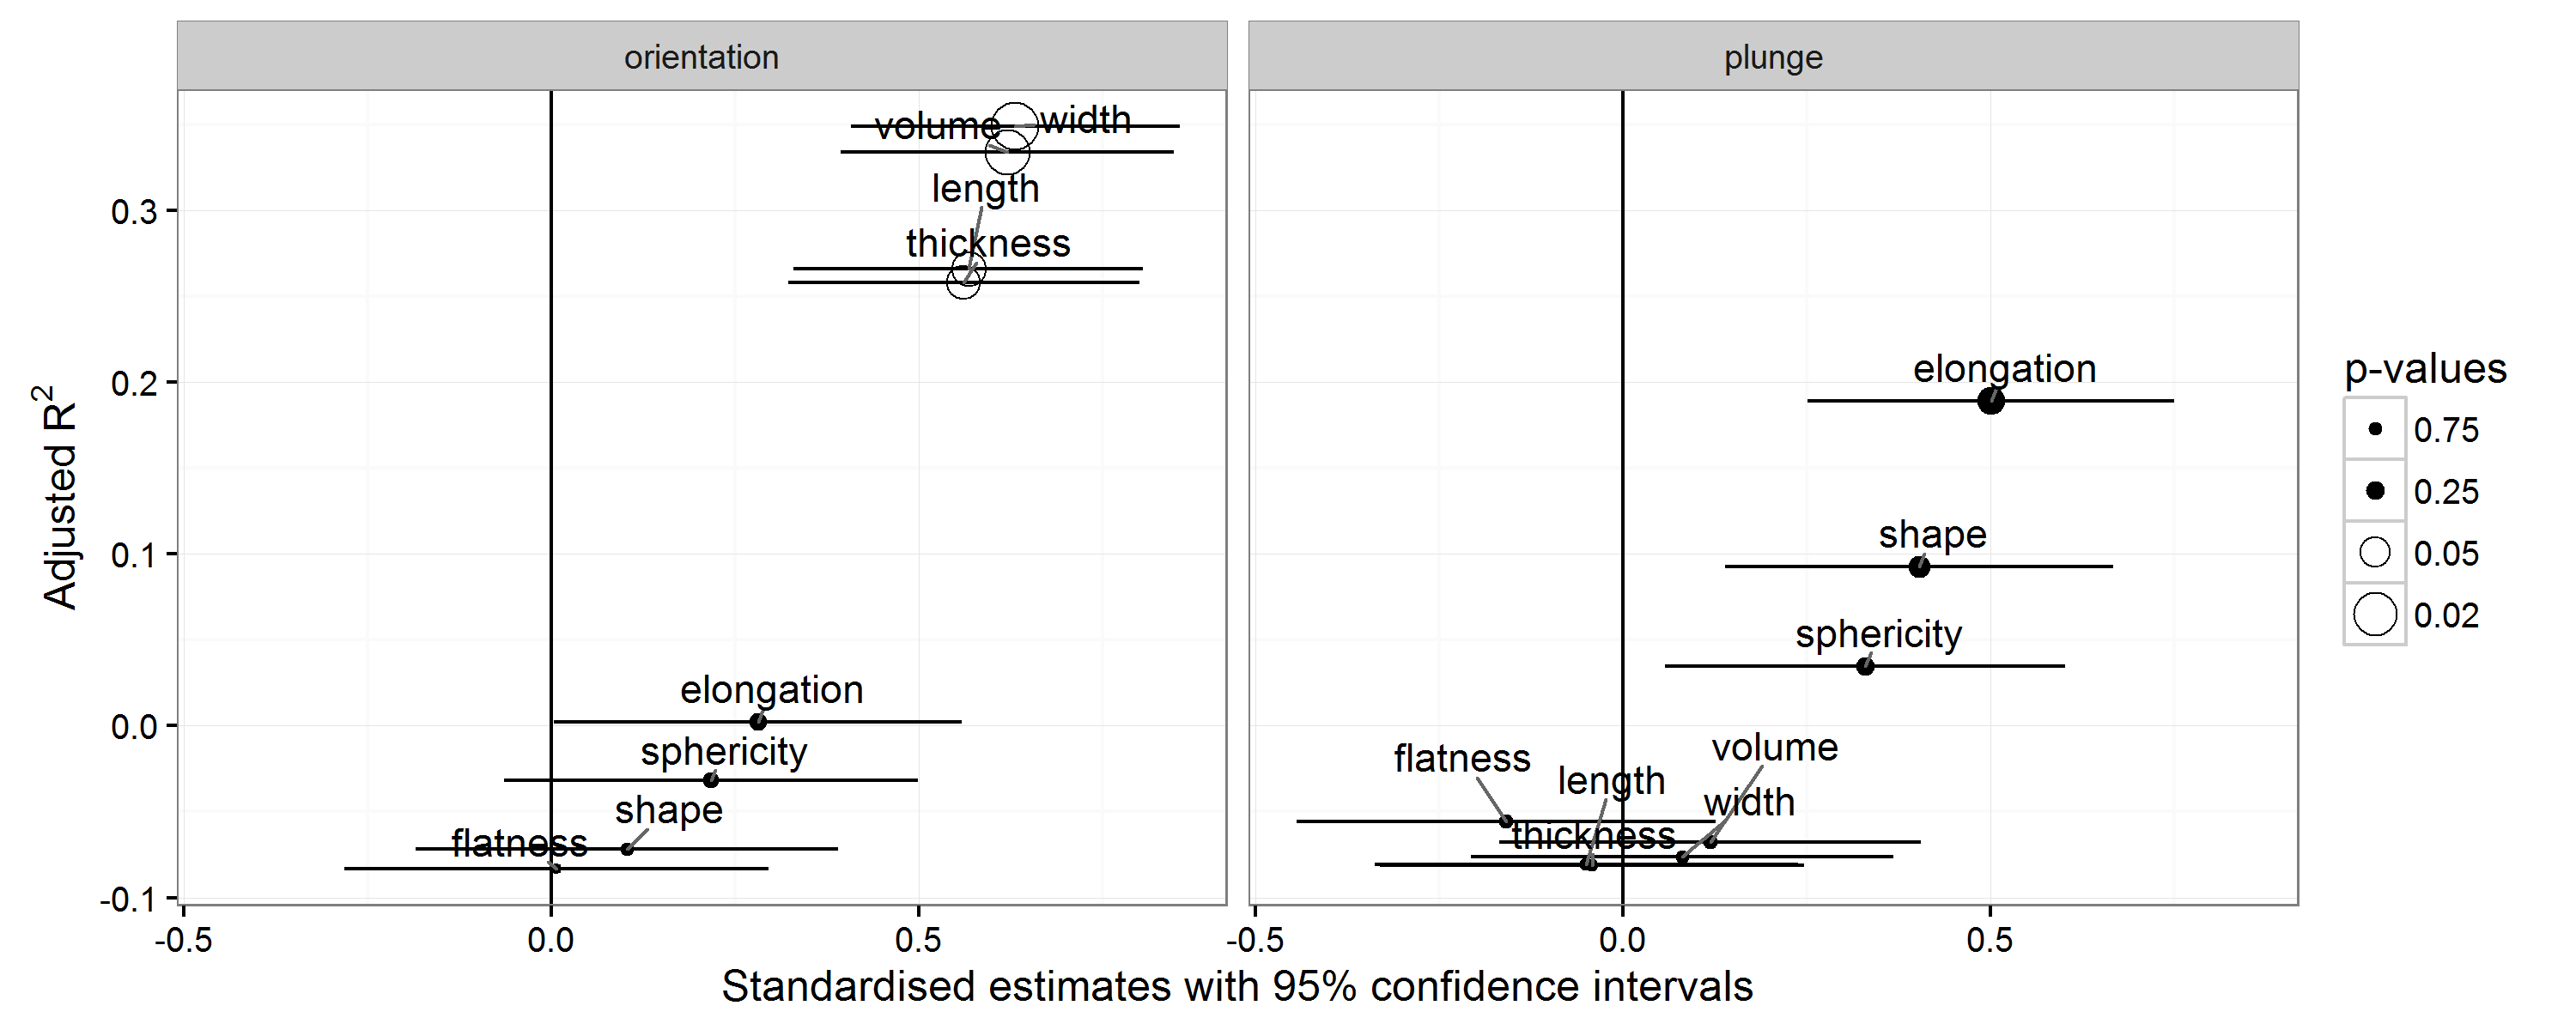 orientation
plunge
Adjusted R²
0.3
0.2
0.1
0.0
-0.1
volume
width
length
thickness
elongation
sphericity
shape
flatness
elongation
shape
sphericity
flatness
length
volume
width
thickness
-0.5
0.0
0.5
-0.5
0.0
0.5
Standardised estimates with 95% confidence intervals
p-values
0.75
0.25
0.05
0.02